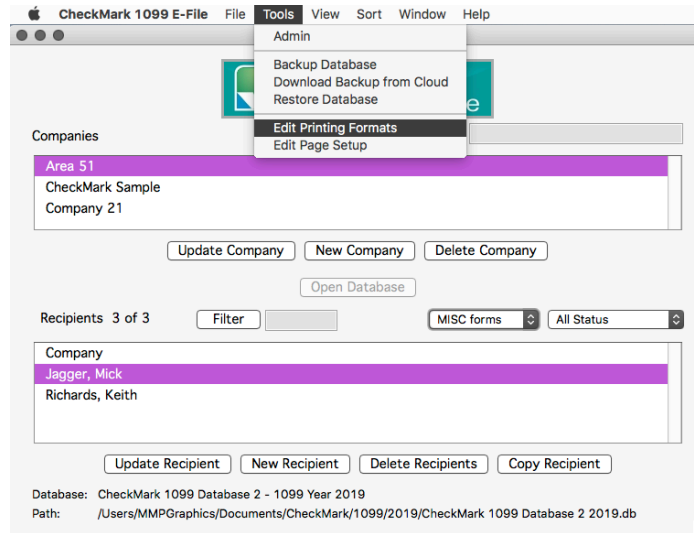 CheckMark 1099 E-File File Tools View Sort Window Help
Admin
Backup Database
Download Backup from Cloud
Restore Database
Edit Printing Formats
Edit Page Setup
Companies
Area 51
CheckMark Sample
Company 21
Update Company New Company Delete Company
Open Database
Recipients 3 of 3 Filter MISC forms All Status
Company
Jagger, Mick
Richards, Keith
Update Recipient New Recipient Delete Recipients Copy Recipient
Database: CheckMark 1099 Database 2 - 1099 Year 2019
Path: /Users/MMPGraphics/Documents/CheckMark/1099/2019/CheckMark 1099 Database 2 2019.db